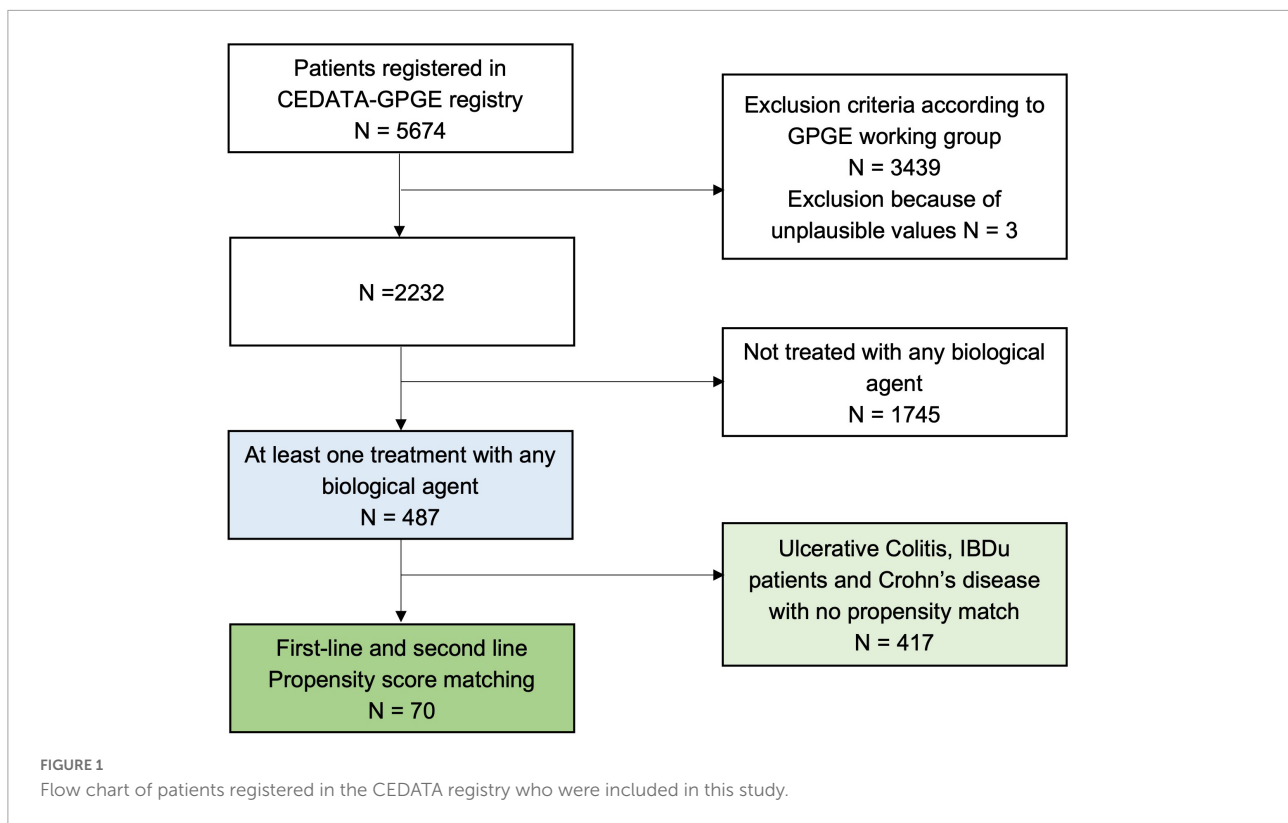 Patients registered in
CEDATA-GPGE registry
N = 5674
Exclusion criteria according to
GPGE working group
N = 3439
Exclusion because of
unplausible values N = 3
N =2232
Not treated with any biological
agent
N = 1745
At least one treatment with any
biological agent
N = 487
Ulcerative Colitis, IBDu
patients and Crohn's disease
with no propensity match
N = 417
First-line and second line
Propensity score matching
N = 70
FIGURE 1
Flow chart of patients registered in the CEDATA registry who were included in this study.